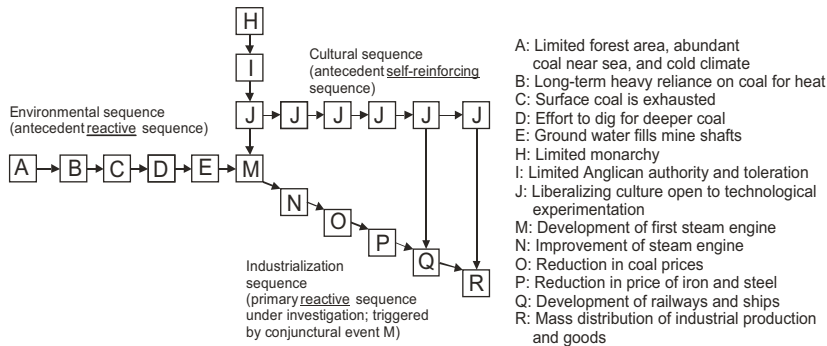 H
I
Cultural sequence
(antecedent self-reinforcing
sequence)
Environmental sequence
(antecedent reactive sequence)
J J J J J J
A B C D E M
N
O
P
Q
R
Industrialization
sequence
(primary reactive sequence
under investigation; triggered
by conjunctural event M)
A: Limited forest area, abundant
coal near sea, and cold climate
B: Long-term heavy reliance on coal for heat
C: Surface coal is exhausted
D: Effort to dig for deeper coal
E: Ground water fills mine shafts
H: Limited monarchy
I: Limited Anglican authority and toleration
J: Liberalizing culture open to technological
experimentation
M: Development of first steam engine
N: Improvement of steam engine
O: Reduction in coal prices
P: Reduction in price of iron and steel
Q: Development of railways and ships
R: Mass distribution of industrial production
and goods